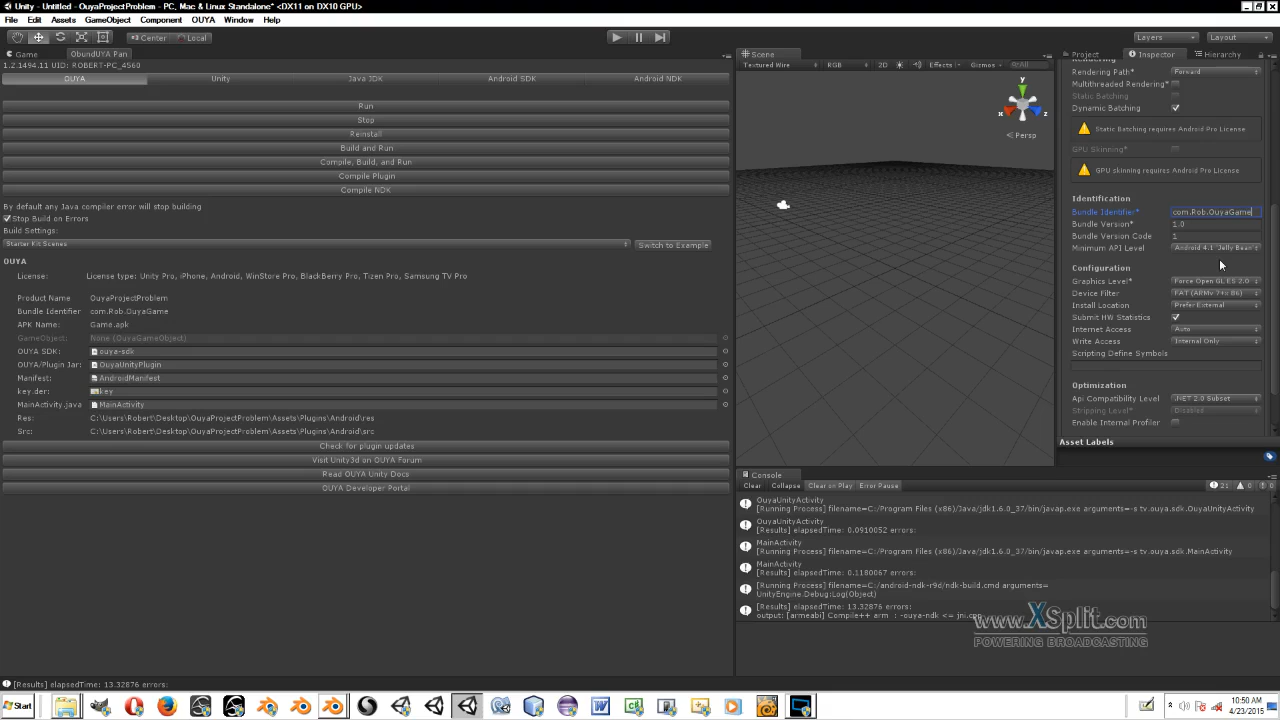 Unity - Untitled - OuyaProjectProblem - PC, Mac & Linux Standalone* <DX11 on DX10 GPU>
File Edit Assets GameObject Component OUYA Window Help
Center Local Layers Layout
Game ObundUYA Pan
1.2.1494.11 UID: ROBERT-PC_4560
OUYA Unity Java JDK Android SDK Android NDK
Run
Stop
Reinstall
Build and Run
Compile, Build, and Run
Compile Plugin
Compile NDK
By default any Java compiler error will stop building
Stop Build on Errors
Build Settings:
Starter Kit Scenes Switch to Example
OUYA
License: License type: Unity Pro, iPhone, Android, WinStore Pro, BlackBerry Pro, Tizen Pro, Samsung TV Pro
Product Name OuyaProjectProblem
Bundle Identifier com.Rob.OuyaGame
APK Name: Game.apk
GameObject: None (OuyaGameObject)
OUYA SDK: ouya-sdk
OUYA/Plugin Jar: OuyaUnityPlugin
Manifest: AndroidManifest
key.der: key
MainActivity.java MainActivity
Res: C:\Users\Robert\Desktop\OuyaProjectProblem\Assets\Plugins\Android\res
Src: C:\Users\Robert\Desktop\OuyaProjectProblem\Assets\Plugins\Android\src
Check for plugin updates
Visit Unity3d on OUYA Forum
Read OUYA Unity Docs
OUYA Developer Portal
Scene
Textured Wire RGB 2D Effects Gizmos All
y
x z
Persp
Project Inspector Hierarchy
Rendering
Rendering Path* Forward
Multithreaded Rendering*
Static Batching
Dynamic Batching
Static Batching requires Android Pro License
GPU Skinning*
GPU skinning requires Android Pro License
Identification
Bundle Identifier* com.Rob.OuyaGame
Bundle Version* 1.0
Bundle Version Code 1
Minimum API Level Android 4.1 'Jelly Bean'
Configuration
Graphics Level* Force Open GL ES 2.0
Device Filter FAT (ARMv7+x86)
Install Location Prefer External
Submit HW Statistics
Internet Access Auto
Write Access Internal Only
Scripting Define Symbols
Optimization
Api Compatibility Level .NET 2.0 Subset
Stripping Level* Disabled
Enable Internal Profiler
Asset Labels
Console
Clear Collapse Clear on Play Error Pause 21 0 0
OuyaUnityActivity
[Running Process] filename=C:/Program Files (x86)/Java/jdk1.6.0_37/bin/javap.exe arguments=-s tv.ouya.sdk.OuyaUnityActivity
OuyaUnityActivity
[Results] elapsedTime: 0.0910052 errors:
MainActivity
[Running Process] filename=C:/Program Files (x86)/Java/jdk1.6.0_37/bin/javap.exe arguments=-s tv.ouya.sdk.MainActivity
MainActivity
[Results] elapsedTime: 0.1180067 errors:
[Running Process] filename=C:/android-ndk-r9d/ndk-build.cmd arguments=
UnityEngine.Debug:Log(Object)
[Results] elapsedTime: 13.32876 errors:
output: [armeabi] Compile++ arm : -ouya-ndk <= jni.cpp
www.XSplit.com
POWERING BROADCASTING
[Results] elapsedTime: 13.32876 errors:
Start
10:50 AM
4/23/2015